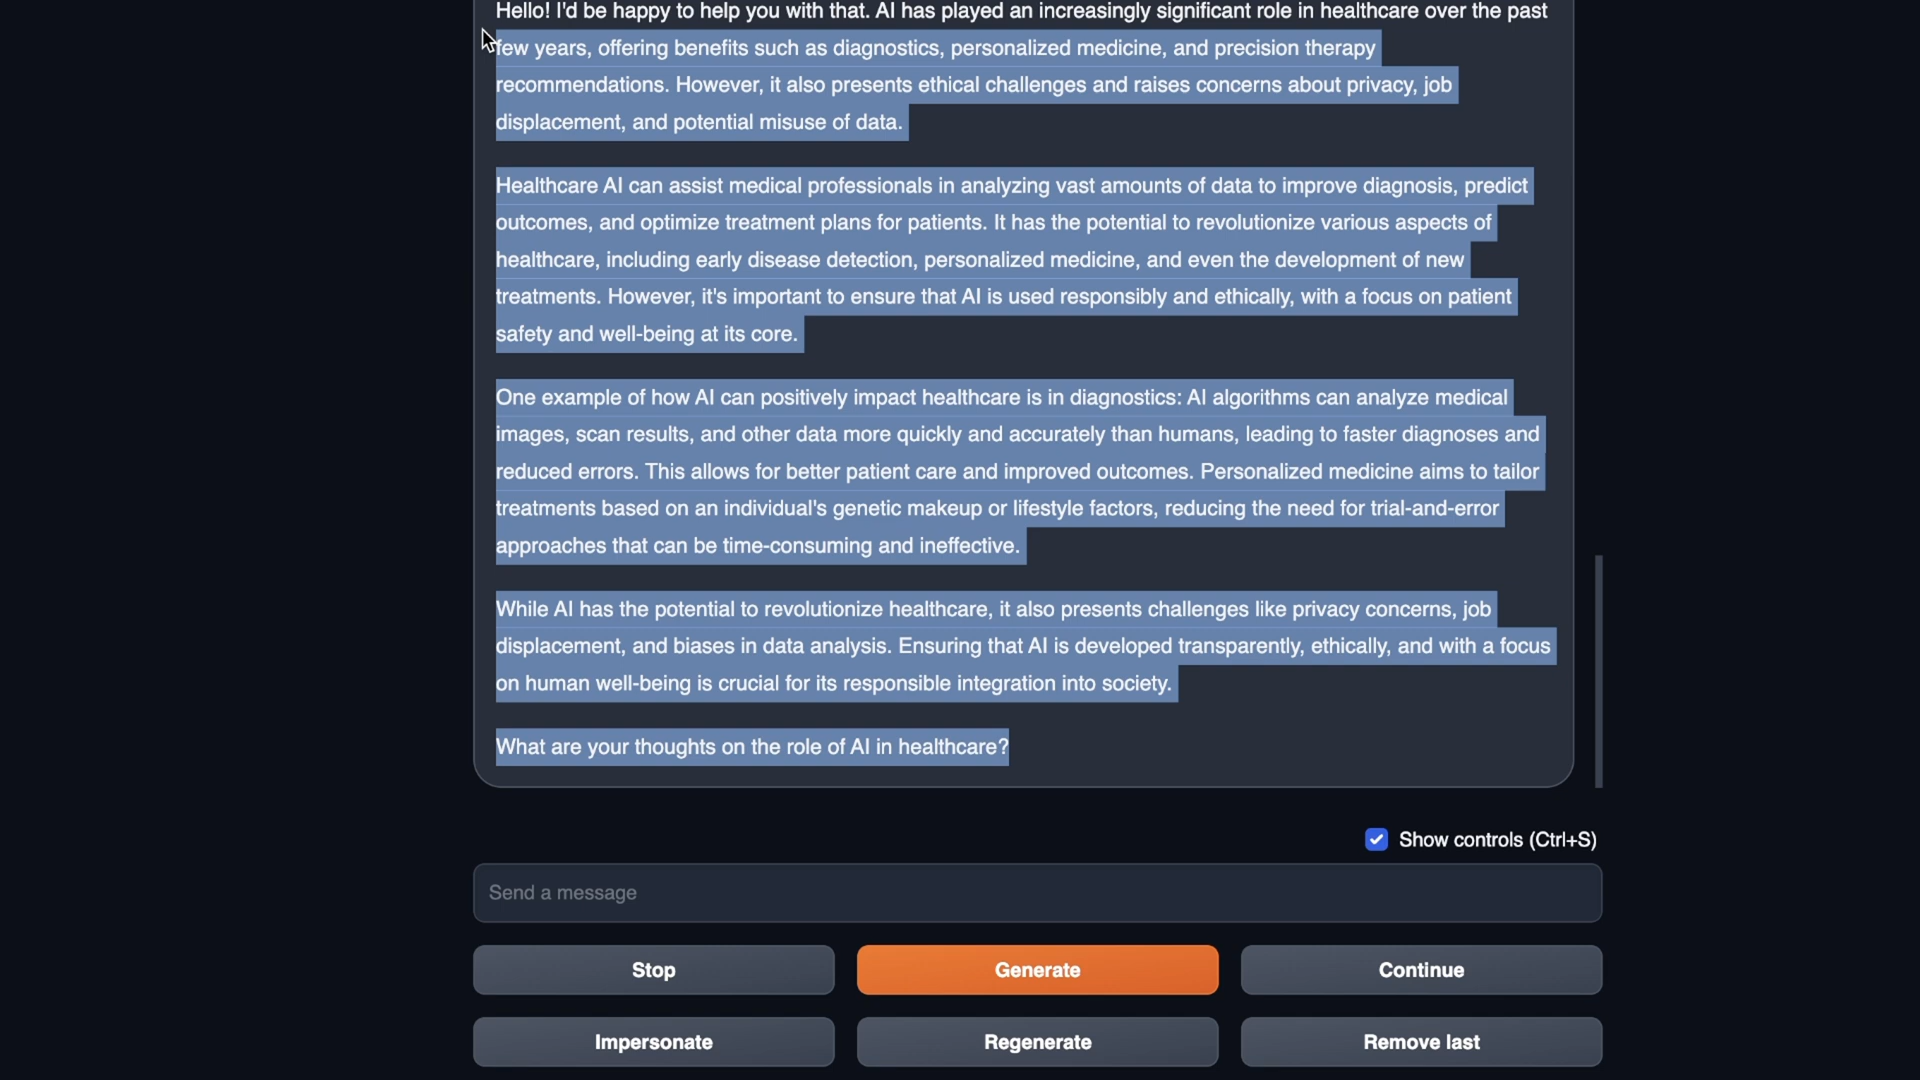 Hello! I'd be happy to help you with that. AI has played an increasingly significant role in healthcare over the past
few years, offering benefits such as diagnostics, personalized medicine, and precision therapy
recommendations. However, it also presents ethical challenges and raises concerns about privacy, job
displacement, and potential misuse of data.
Healthcare AI can assist medical professionals in analyzing vast amounts of data to improve diagnosis, predict
outcomes, and optimize treatment plans for patients. It has the potential to revolutionize various aspects of
healthcare, including early disease detection, personalized medicine, and even the development of new
treatments. However, it's important to ensure that AI is used responsibly and ethically, with a focus on patient
safety and well-being at its core.
One example of how AI can positively impact healthcare is in diagnostics: AI algorithms can analyze medical
images, scan results, and other data more quickly and accurately than humans, leading to faster diagnoses and
reduced errors. This allows for better patient care and improved outcomes. Personalized medicine aims to tailor
treatments based on an individual's genetic makeup or lifestyle factors, reducing the need for trial-and-error
approaches that can be time-consuming and ineffective.
While AI has the potential to revolutionize healthcare, it also presents challenges like privacy concerns, job
displacement, and biases in data analysis. Ensuring that AI is developed transparently, ethically, and with a focus
on human well-being is crucial for its responsible integration into society.
What are your thoughts on the role of AI in healthcare?
Show controls (Ctrl+S)
Send a message
Stop
Generate
Continue
Impersonate
Regenerate
Remove last